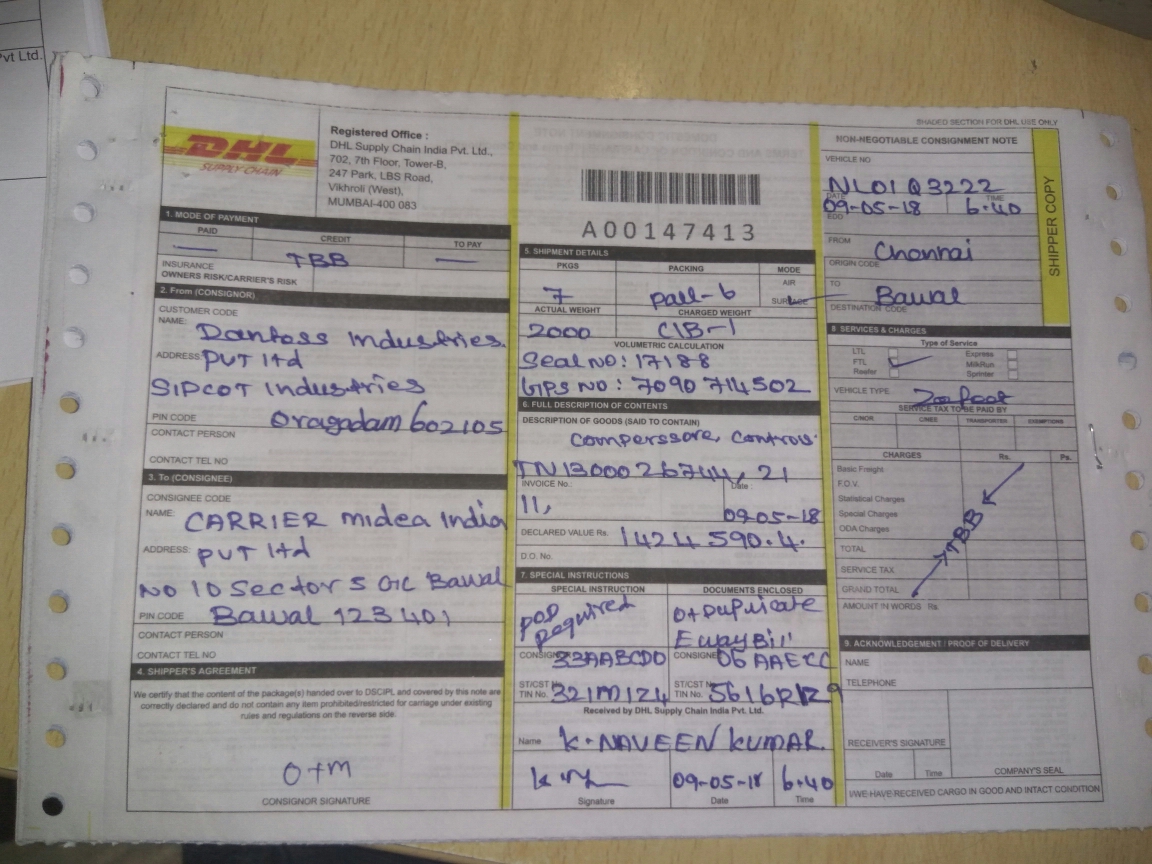 vt Ltd.
SHADED SECTION FOR DHL USE ONLY
DHL
SUPPLY CHAIN
Registered Office :
DHL Supply Chain India Pvt. Ltd.,
702, 7th Floor, Tower-B,
247 Park, LBS Road,
Vikhroli (West),
MUMBAI-400 083
1. MODE OF PAYMENT
PAID CREDIT TO PAY
— TBB —
INSURANCE
OWNERS RISK/CARRIER'S RISK
2. From (CONSIGNOR)
CUSTOMER CODE
NAME: Danfoss Industries.
ADDRESS: PVT ltd
SIPCOT Industries
PIN CODE Oragadam 602105
CONTACT PERSON
CONTACT TEL NO
3. To (CONSIGNEE)
CONSIGNEE CODE
NAME: CARRIER midea India
ADDRESS: PVT ltd
NO 10 Sector 5 GC Bawal
PIN CODE Bawal 123401
CONTACT PERSON
CONTACT TEL NO
4. SHIPPER'S AGREEMENT
We certify that the content of the package(s) handed over to DSCIPL and covered by this note are
correctly declared and do not contain any item prohibited/restricted for carriage under existing
rules and regulations on the reverse side.
O+m
CONSIGNOR SIGNATURE
A00147413
5. SHIPMENT DETAILS
PKGS PACKING MODE
7 pall-6 AIR
SURFACE
ACTUAL WEIGHT CHARGED WEIGHT
2000 C/B-1
VOLUMETRIC CALCULATION
Seal NO: 17188
GPS NO: 7090714502
6. FULL DESCRIPTION OF CONTENTS
DESCRIPTION OF GOODS (SAID TO CONTAIN)
comperssore, controls
TN13000 26744, 21
INVOICE No.: Date:
11, 09-05-18
DECLARED VALUE Rs. 1424590.4.
D.O. No.
7. SPECIAL INSTRUCTIONS
SPECIAL INSTRUCTION DOCUMENTS ENCLOSED
POD O+Duplicate
Required Eway Bill
CONSIGNOR 33AABCD0 CONSIGNEE 06AAECC
ST/CST No. ST/CST No.
TIN No. 321M1Z4 TIN No. 5616R1Z9
Received by DHL Supply Chain India Pvt. Ltd.
Name K. NAVEEN KUMAR.
09-05-18 6.40
Signature Date Time
NON-NEGOTIABLE CONSIGNMENT NOTE
VEHICLE NO
NL01Q3222
DATE TIME
09-05-18 6.40
EDD
FROM Chennai
ORIGIN CODE
TO Bawal
DESTINATION CODE
SHIPPER COPY
8 SERVICES & CHARGES
Type of Service
LTL Express
FTL MilkRun
Reefer Sprinter
VEHICLE TYPE
SERVICE TAX TO BE PAID BY
C/NOR C/NEE TRANSPORTER EXEMPTIONS
CHARGES Rs. Ps.
Basic Freight
F.O.V.
Statistical Charges
Special Charges
ODA Charges
TBB
TOTAL
SERVICE TAX
GRAND TOTAL
AMOUNT IN WORDS Rs.
9. ACKNOWLEDGEMENT / PROOF OF DELIVERY
NAME
TELEPHONE
RECEIVER'S SIGNATURE
Date Time COMPANY'S SEAL
I/WE HAVE RECEIVED CARGO IN GOOD AND INTACT CONDITION